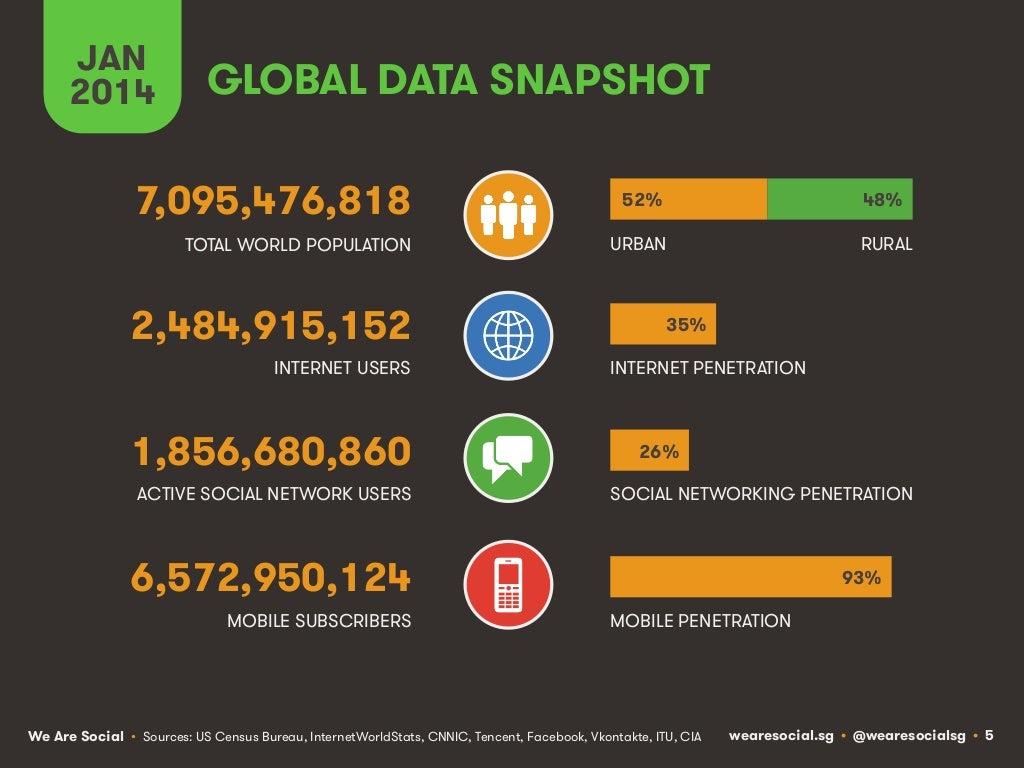 JAN
2014
GLOBAL DATA SNAPSHOT
7,095,476,818
TOTAL WORLD POPULATION
52% 48%
URBAN RURAL
2,484,915,152
INTERNET USERS
35%
INTERNET PENETRATION
1,856,680,860
ACTIVE SOCIAL NETWORK USERS
26%
SOCIAL NETWORKING PENETRATION
6,572,950,124
MOBILE SUBSCRIBERS
93%
MOBILE PENETRATION
We Are Social • Sources: US Census Bureau, InternetWorldStats, CNNIC, Tencent, Facebook, Vkontakte, ITU, CIA wearesocial.sg • @wearesocialsg • 5